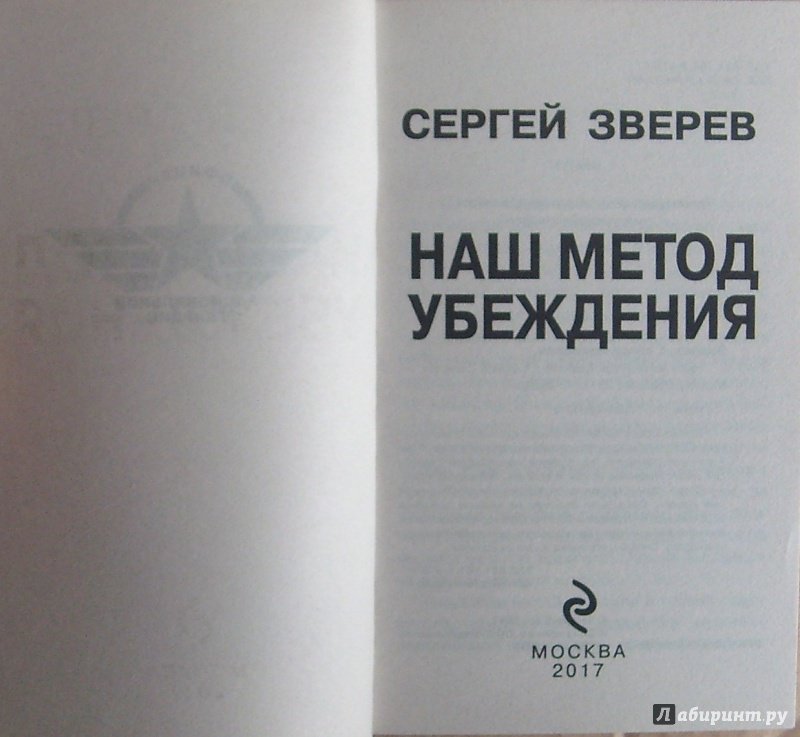 СЕРГЕЙ ЗВЕРЕВ
НАШ МЕТОД
УБЕЖДЕНИЯ
МОСКВА
2017
Лабиринт.ру